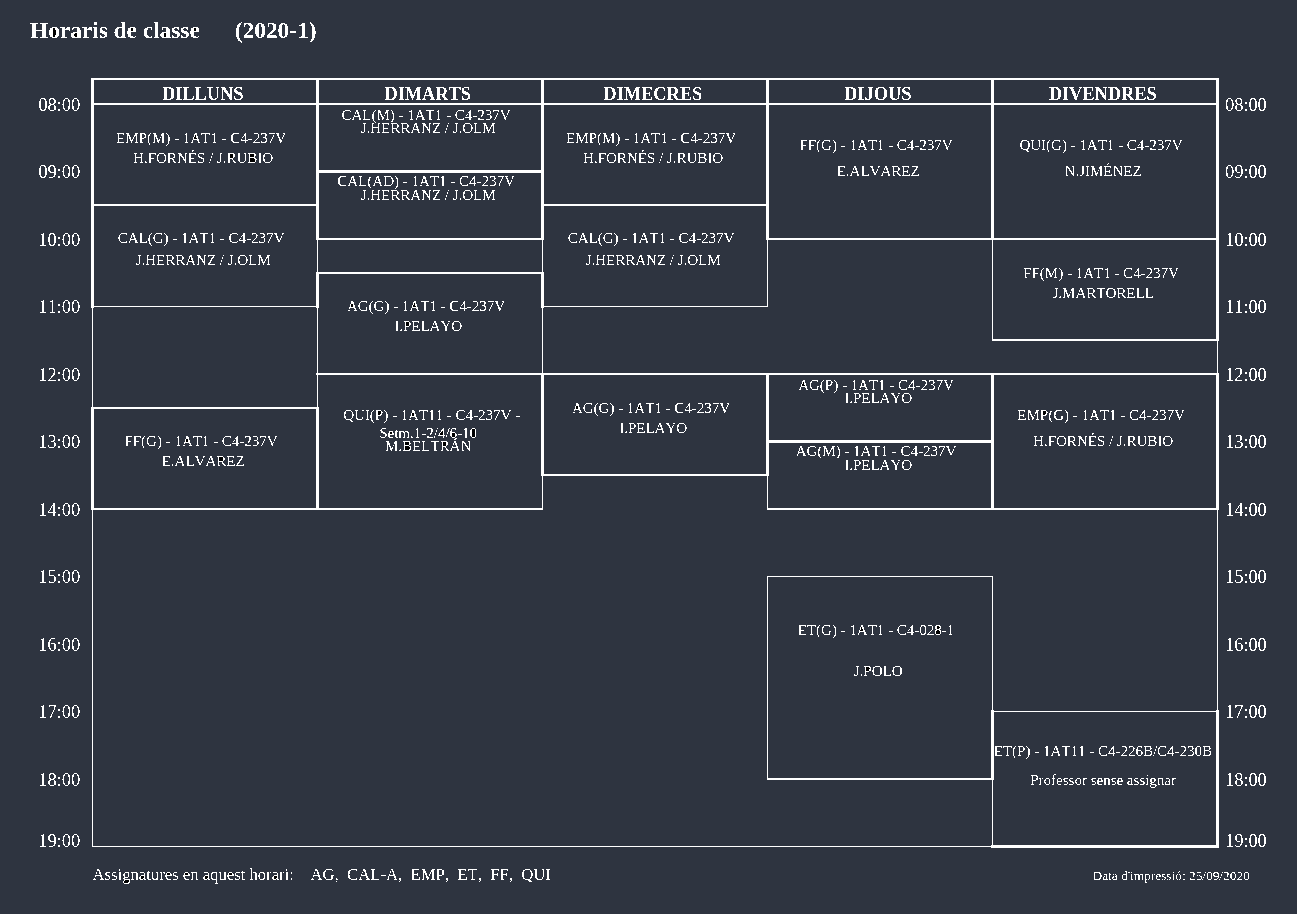 Horaris de classe (2020-1)
DILLUNS DIMARTS DIMECRES DIJOUS DIVENDRES
08:00 08:00
CAL(M) - 1AT1 - C4-237V
J.HERRANZ / J.OLM
EMP(M) - 1AT1 - C4-237V
H.FORNÉS / J.RUBIO
EMP(M) - 1AT1 - C4-237V
H.FORNÉS / J.RUBIO
FF(G) - 1AT1 - C4-237V
E.ALVAREZ
QUI(G) - 1AT1 - C4-237V
N.JIMÉNEZ
09:00 09:00
CAL(AD) - 1AT1 - C4-237V
J.HERRANZ / J.OLM
CAL(G) - 1AT1 - C4-237V
J.HERRANZ / J.OLM
CAL(G) - 1AT1 - C4-237V
J.HERRANZ / J.OLM
10:00 10:00
FF(M) - 1AT1 - C4-237V
J.MARTORELL
AG(G) - 1AT1 - C4-237V
I.PELAYO
11:00 11:00
12:00 12:00
AG(P) - 1AT1 - C4-237V
I.PELAYO
AG(G) - 1AT1 - C4-237V
I.PELAYO
QUI(P) - 1AT11 - C4-237V -
Setm.1-2/4/6-10
M.BELTRÁN
EMP(G) - 1AT1 - C4-237V
H.FORNÉS / J.RUBIO
13:00 13:00
FF(G) - 1AT1 - C4-237V
E.ALVAREZ
AG(M) - 1AT1 - C4-237V
I.PELAYO
14:00 14:00
15:00 15:00
ET(G) - 1AT1 - C4-028-1
J.POLO
16:00 16:00
17:00 17:00
ET(P) - 1AT11 - C4-226B/C4-230B
Professor sense assignar
18:00 18:00
19:00 19:00
Assignatures en aquest horari: AG, CAL-A, EMP, ET, FF, QUI
Data d'impressió: 25/09/2020